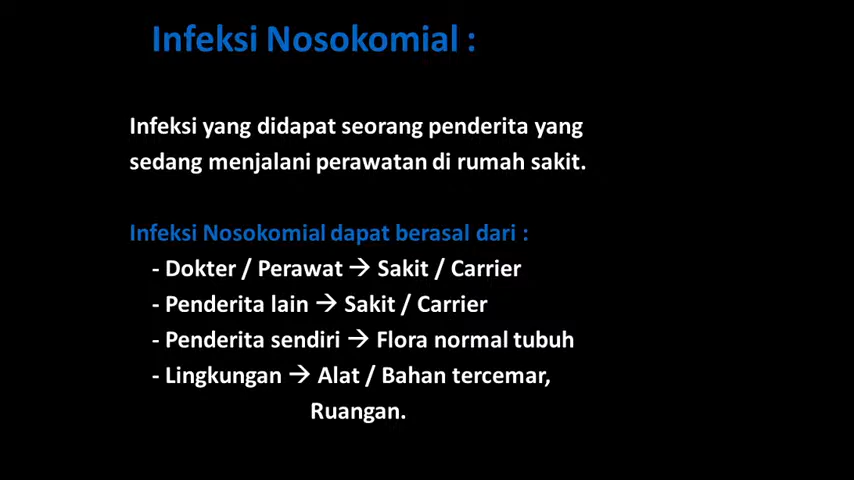 Infeksi Nosokomial :
Infeksi yang didapat seorang penderita yang
sedang menjalani perawatan di rumah sakit.
Infeksi Nosokomial dapat berasal dari :
- Dokter / Perawat → Sakit / Carrier
- Penderita lain → Sakit / Carrier
- Penderita sendiri → Flora normal tubuh
- Lingkungan → Alat / Bahan tercemar,
Ruangan.